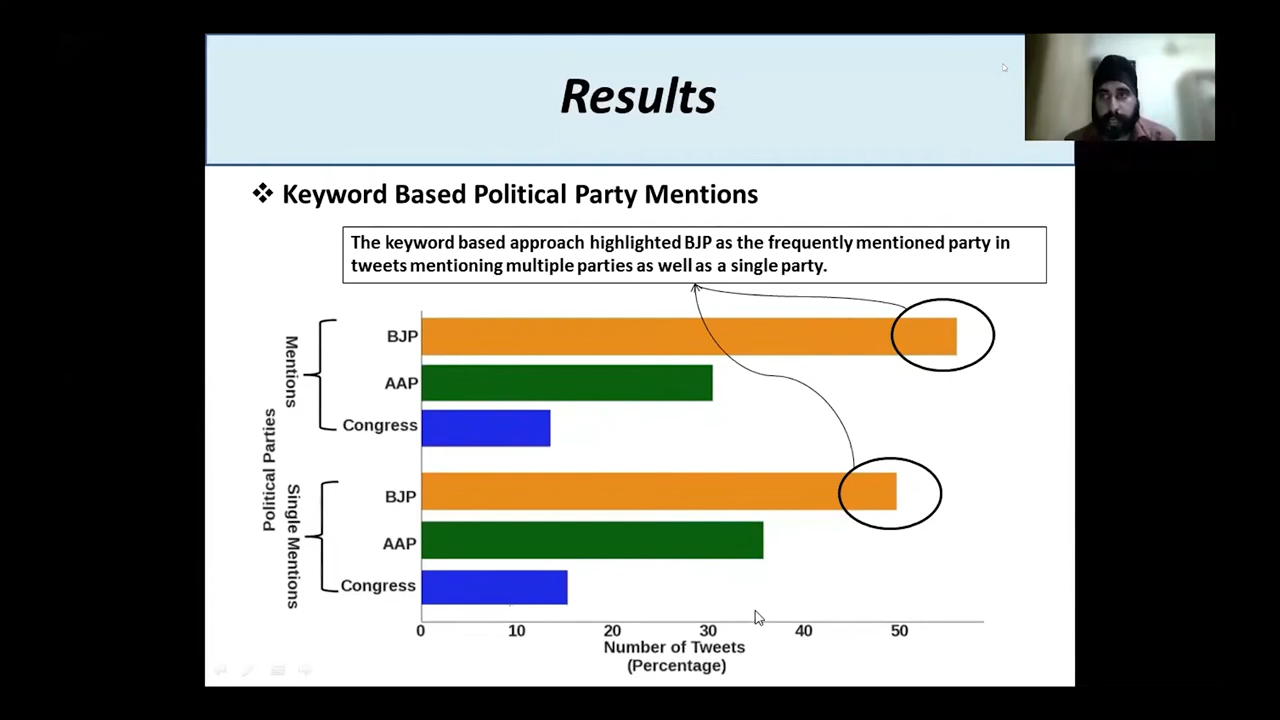 Results
❖ Keyword Based Political Party Mentions
The keyword based approach highlighted BJP as the frequently mentioned party in
tweets mentioning multiple parties as well as a single party.
Political Parties
Mentions
BJP
AAP
Congress
Single Mentions
BJP
AAP
Congress
0 10 20 30 40 50
Number of Tweets
(Percentage)